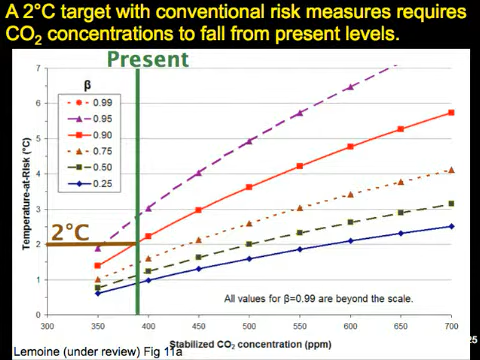 A 2°C target with conventional risk measures requires
CO₂ concentrations to fall from present levels.
Present
7
6
5
4
3
2
1
0
Temperature-at-Risk (°C)
β
0.99
0.95
0.90
0.75
0.50
0.25
2°C
All values for β=0.99 are beyond the scale.
300 350 400 450 500 550 600 650 700
Stabilized CO₂ concentration (ppm)
Lemoine (under review) Fig 11a
25